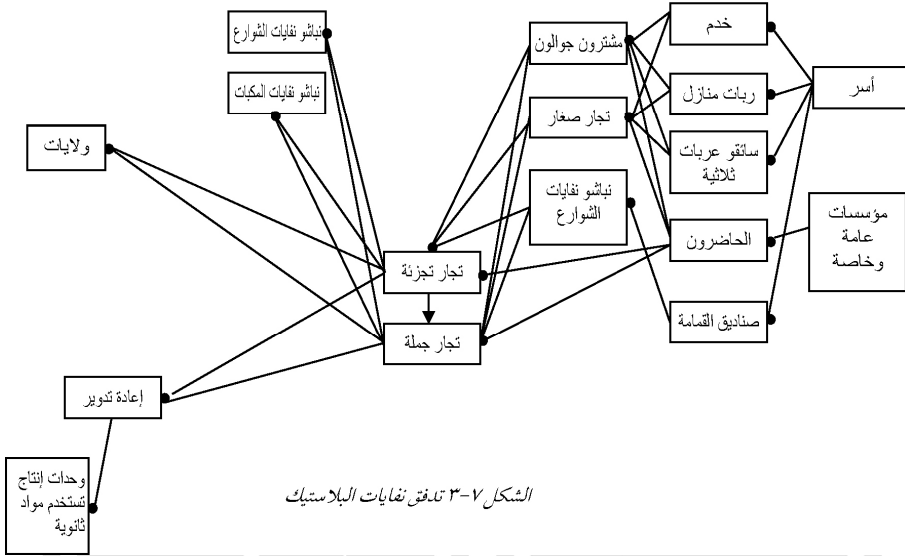 أسر
مؤسسات
عامة
وخاصة
خدم
ربات منازل
سائقو عربات
ثلاثية
الحاضرون
صناديق القمامة
مشترون جوالون
تجار صغار
نباشو نفايات
الشوارع
نباشو نفايات الشوارع
نباشو نفايات المكبات
ولايات
تجار تجزئة
تجار جملة
إعادة تدوير
وحدات إنتاج
تستخدم مواد
ثانوية
الشكل ٧-٣ تدفق نفايات البلاستيك